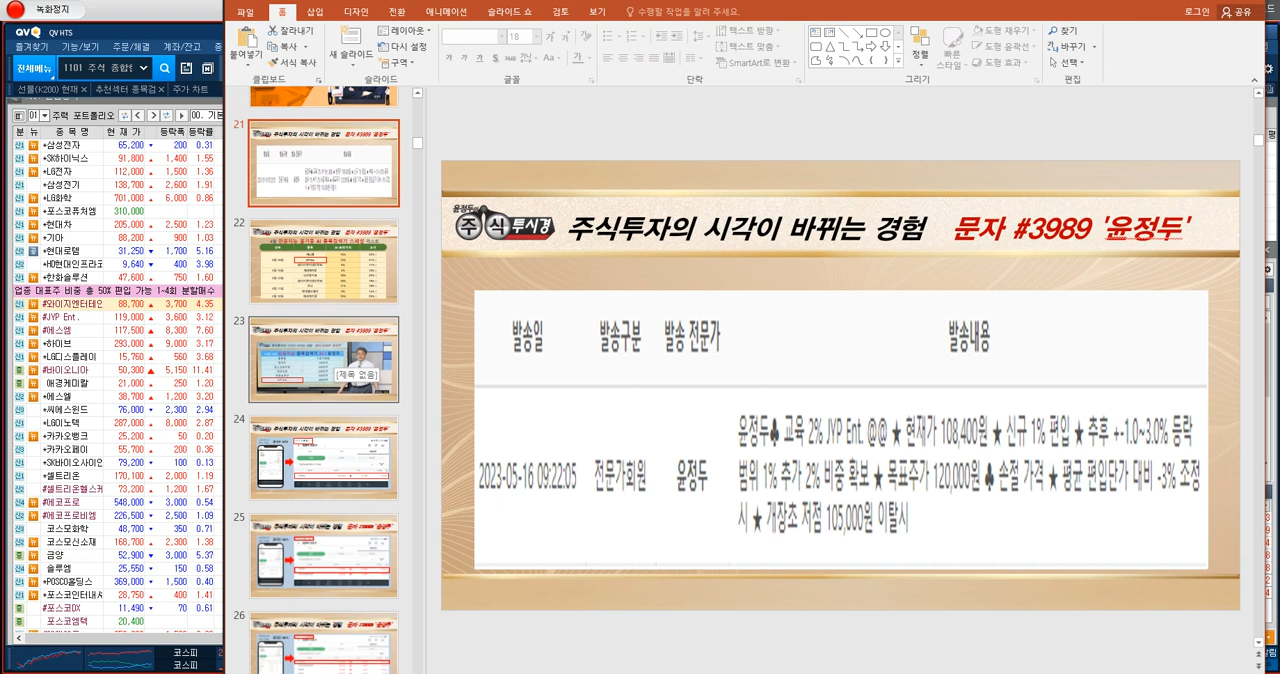 녹화정지
파일 홈 삽입 디자인 전환 애니메이션 슬라이드 쇼 검토 보기 수행할 작업을 알려 주세요.
로그인 공유
QVQ QV HTS
즐겨찾기 기능/보기 주문/체결 계좌/잔고
전체메뉴 1101 주식 종합
선물(K200) 현재 × 추천섹터 종목검 × 주가 차트
붙여넣기 잘라내기 복사 서식 복사 클립보드
새 슬라이드 레이아웃 다시 설정 구역 슬라이드
18
가 가 가 S abc 가간 Aa 가
글꼴
텍스트 방향
텍스트 맞춤
SmartArt로 변환
단락
정렬 빠른 스타일
도형 채우기
도형 윤곽선
도형 효과
그리기
찾기
바꾸기
선택
편집
01 주력 포트폴리오 00. 기본
분 뉴 종 목 명 현 재 가 등락폭 등락률
*삼성전자 65,200 200 0.31
*SK하이닉스 91,800 1,400 1.55
*LG전자 112,000 1,500 1.36
*삼성전기 138,700 2,600 1.91
*LG화학 701,000 6,000 0.86
*포스코퓨처엠 310,000
*현대차 205,000 2,500 1.23
*기아 88,200 900 1.03
*현대로템 31,250 1,700 5.16
*HD현대인프라코 9,640 400 3.98
*한화솔루션 47,600 750 1.60
업종 대표주 비중 총 50% 편입 가능 1~4회 분할매수
#와이지엔터테인 88,700 3,700 4.35
#JYP Ent. 119,000 3,600 3.12
#에스엠 117,500 8,300 7.60
*하이브 293,000 9,000 3.17
*LG디스플레이 15,760 560 3.68
#바이오니아 50,300 5,150 11.41
애경케미칼 21,000 250 1.20
*에스엘 38,700 1,200 3.20
*씨에스윈드 76,000 2,300 2.94
*LG이노텍 287,000 8,000 2.87
*카카오뱅크 25,200 50 0.20
*카카오페이 55,700 200 0.36
*SK바이오사이언 79,200 100 0.13
*셀트리온 170,100 2,000 1.19
#셀트리온헬스케 73,200 1,200 1.67
#에코프로 548,000 3,000 0.54
#에코프로비엠 226,500 2,500 1.09
코스모화학 48,700 350 0.71
코스모신소재 168,700 2,300 1.38
금양 52,900 3,000 5.37
솔루엠 25,550 150 0.58
*POSCO홀딩스 369,000 1,500 0.40
*포스코인터내셔 28,750 400 1.41
#포스코DX 11,490 70 0.61
포스코엠텍 20,400
코스피
코스피
21
22
23
[제목 없음]
24
25
26
윤정두의 주식투시경 주식투자의 시각이 바뀌는 경험 문자 #3989 '윤정두'
발송일 발송구분 발송 전문가 발송내용
2023-05-16 09:22:05 전문가회원 윤정두
윤정두♣ 교육 2% JYP Ent. @@ ★ 현재가 108,400원 ★ 신규 1% 편입 ★ 추후 +-1.0~3.0% 등락
범위 1% 추가 2% 비중 확보 ★ 목표주가 120,000원 ♣ 손절 가격 ★ 평균 편입단가 대비 -3% 조정
시 ★ 개장초 저점 105,000원 이탈시